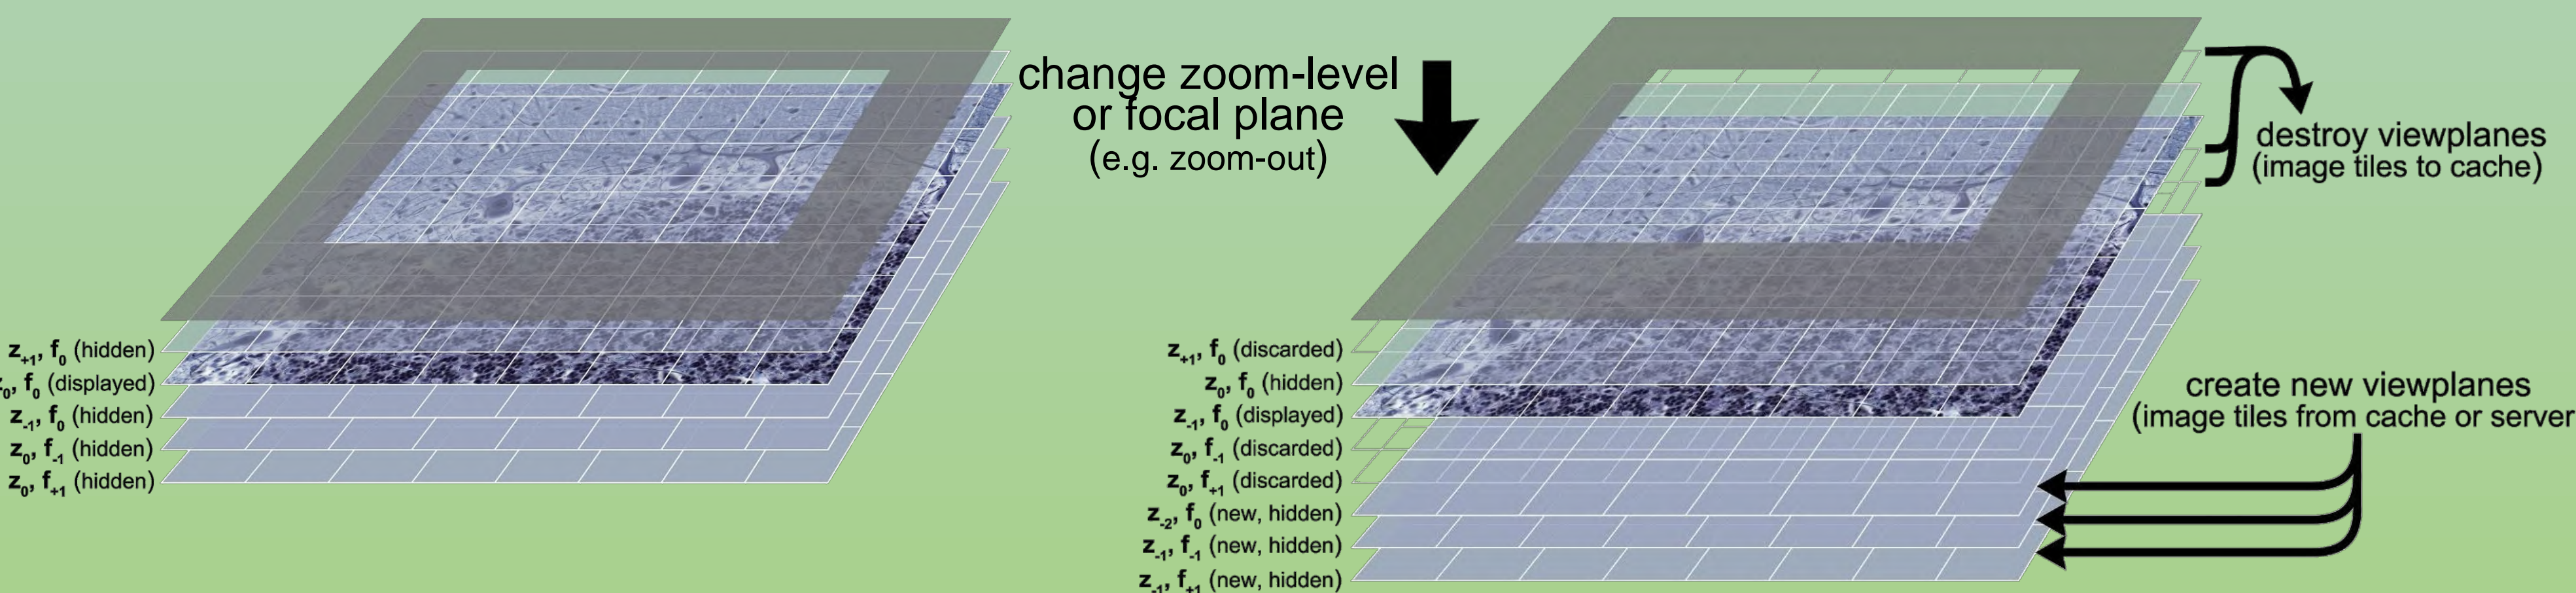 change zoom-level
or focal plane
(e.g. zoom-out)
z+1, f0 (hidden)
z0, f0 (displayed)
z-1, f0 (hidden)
z0, f-1 (hidden)
z0, f+1 (hidden)
z+1, f0 (discarded)
z0, f0 (hidden)
z-1, f0 (displayed)
z0, f-1 (discarded)
z0, f+1 (discarded)
z-2, f0 (new, hidden)
z-1, f-1 (new, hidden)
z-1, f+1 (new, hidden)
destroy viewplanes
(image tiles to cache)
create new viewplanes
(image tiles from cache or server